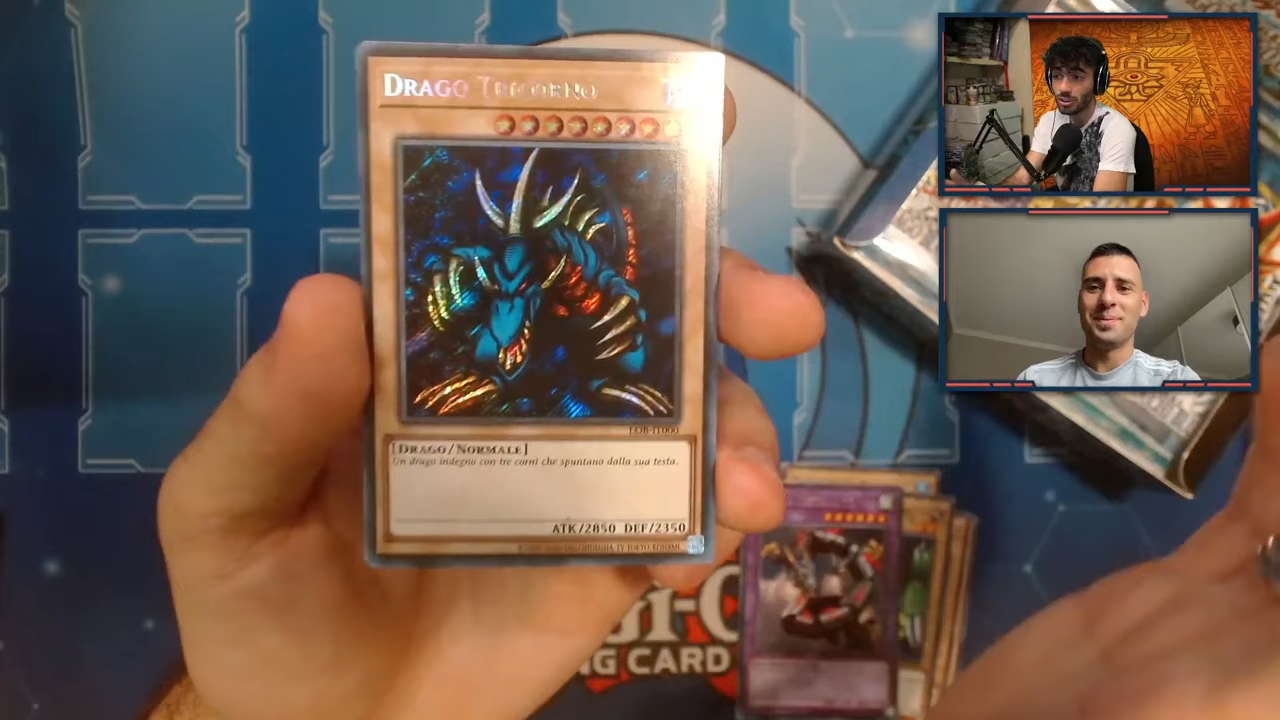 DRAGO TRICORNO
LOB-IT000
[DRAGO/NORMALE]
Un drago indegno con tre corni che spuntano dalla sua testa.
ATK/2850 DEF/2350
GI-O
NG CARD